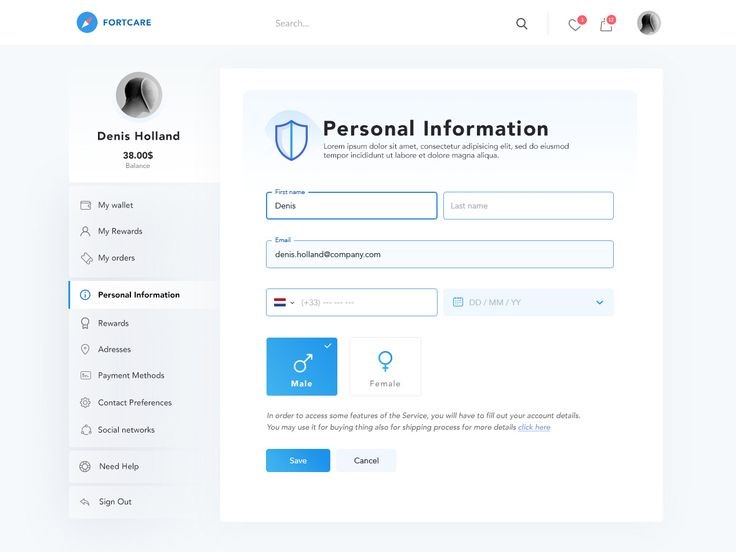 FORTCARE
Search...
3
17
Denis Holland
38.00$
Balance
My wallet
My Rewards
My orders
Personal Information
Rewards
Adresses
Payment Methods
Contact Preferences
Social networks
Need Help
Sign Out
Personal Information
Lorem ipsum dolor sit amet, consectetur adipisicing elit, sed do eiusmod
tempor incididunt ut labore et dolore magna aliqua.
First name
Denis
Last name
Email
denis.holland@company.com
(+33) --- --- ---
DD / MM / YY
Male
Female
In order to access some features of the Service, you will have to fill out your account details.
You may use it for buying thing also for shipping process for more details click here
Save
Cancel